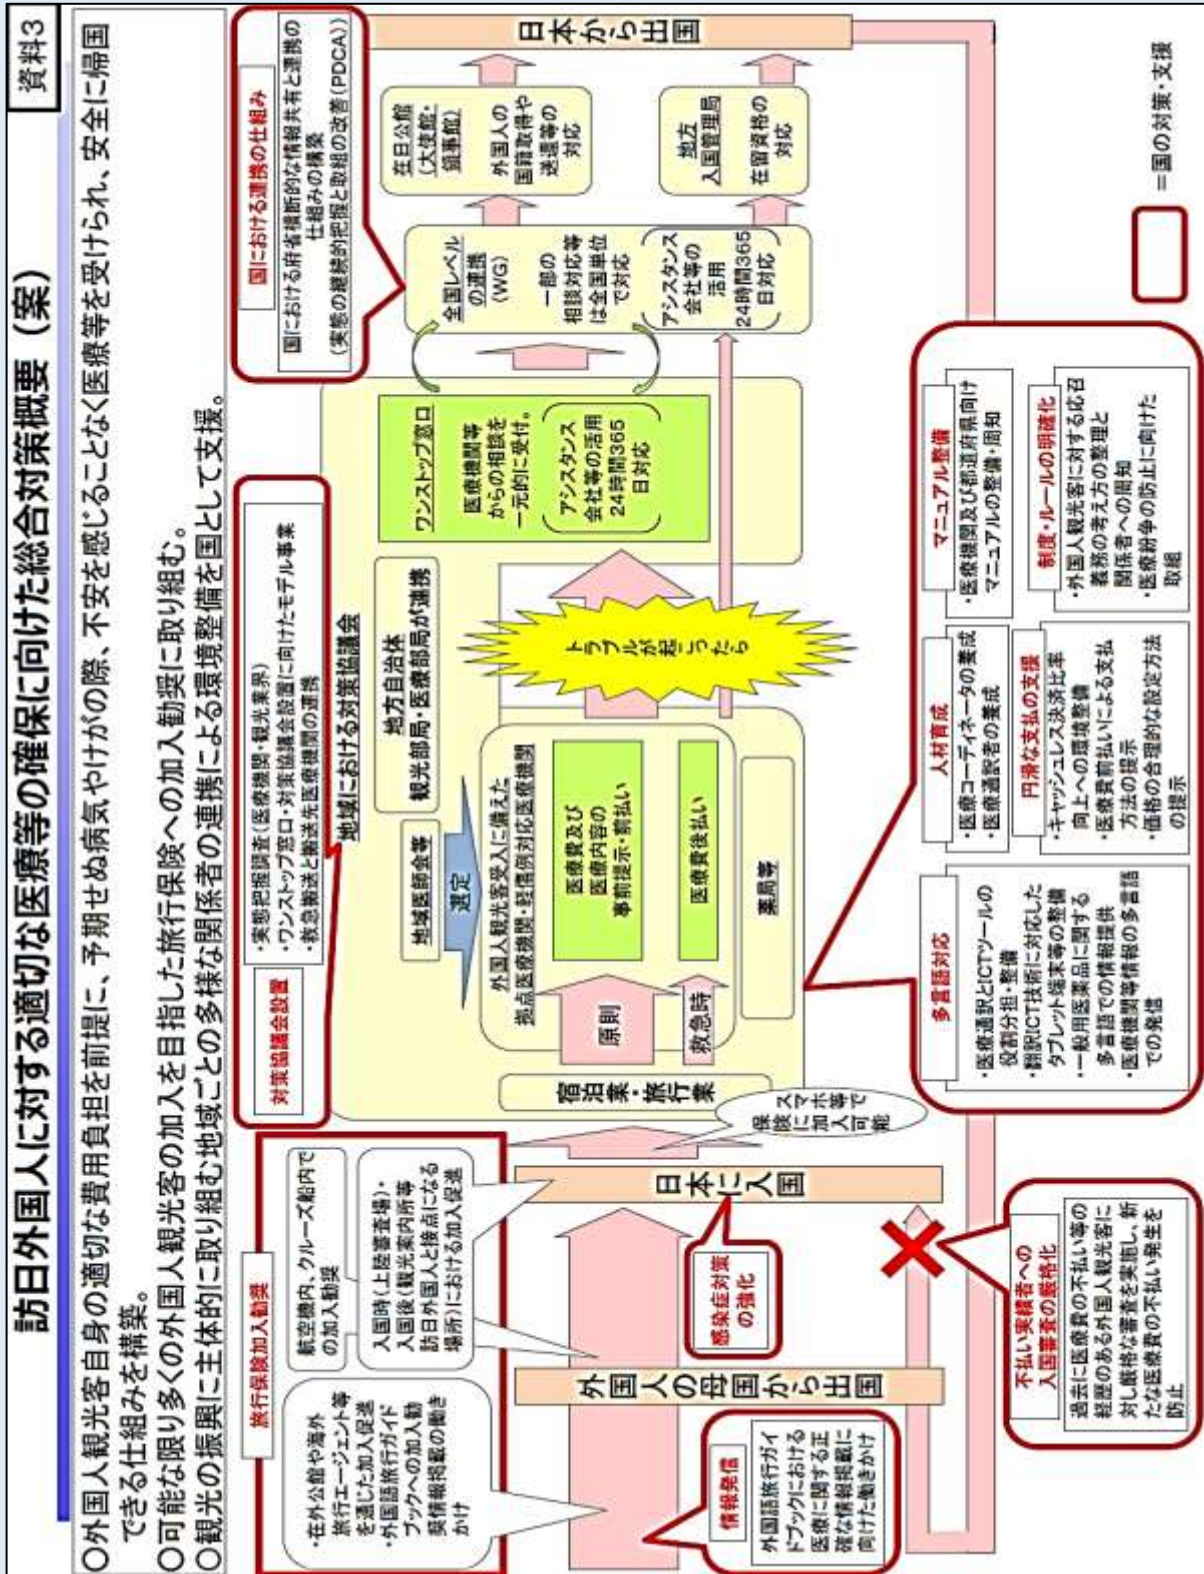 訪日外国人に対する適切な医療等の確保に向けた総合対策概要（案）
資料3
○外国人観光客自身の適切な費用負担を前提に、予期せぬ病気やけがの際、不安を感じることなく医療等を受けられ、安全に帰国
できる仕組みを構築。
○可能な限り多くの外国人観光客の加入を目指した旅行保険への加入勧奨に取り組む。
○観光の振興に主体的に取り組む地域ごとの多様な関係者の連携による環境整備を国として支援。
旅行保険加入勧奨
・在外公館や海外
旅行エージェント等
を通じた加入促進
・外国語旅行ガイド
ブックへの加入勧
奨情報掲載の働き
かけ
航空機内、クルーズ船内で
の加入勧奨
入国時（上陸審査場）・
入国後（観光案内所等
訪日外国人と接点になる
場所）における加入促進
情報発信
外国語旅行ガイ
ドブックにおける
医療に関する正
確な情報掲載に
向けた働きかけ
外国人の母国から出国
感染症対策
の強化
日本に入国
不払い実績者への
入国審査の厳格化
過去に医療費の不払い等の
経歴のある外国人観光客に
対し厳格な審査を実施し、新
たな医療費の不払い発生を
防止
スマホ等で
保険に加入可
能
対策協議会設置
・実態把握調査（医療機関・観光業界）
・ワンストップ窓口・対策協議会設置に向けたモデル事業
・救急搬送と搬送先医療機関の連携
地域における対策協議会
宿泊業・旅行業
地域医師会等
地方自治体
観光部局・医療部局が連携
選定
外国人観光客受入に備えた
拠点医療機関・軽傷例対応医療機関
原則
医療費及び
医療内容の
事前提示・前払い
救急時
医療費後払い
薬局等
トラブルが起こったら
ワンストップ窓口
医療機関等
からの相談を
一元的に受付。
アシスタンス
会社等の活用
24時間365
日対応
国における連携の仕組み
国における府省横断的な情報共有と連携の
仕組みの構築
（実態の継続的把握と取組の改善（PDCA））
全国レベル
の連携
（WG）
一部の
相談対応等
は全国単位
で対応
アシスタンス
会社等の
活用
24時間365
日対応
在日公館
（大使館・
領事館）
外国人の
国籍取得や
送還等の
対応
地方
入国管理局
在留資格の
対応
日本から出国
多言語対応
・医療通訳とICTツールの
役割分担・整備
・翻訳ICT技術に対応した
タブレット端末等の整備
・一般用医薬品に関する
多言語での情報提供
・医療機関等情報の多言語
での発信
人材育成
・医療コーディネータの養成
・医療通訳者の養成
円滑な支払の支援
・キャッシュレス決済比率
向上への環境整備
・医療費前払いによる支払
方法の提示
・価格の合理的な設定方法
の提示
マニュアル整備
・医療機関及び都道府県向け
マニュアルの整備・周知
制度・ルールの明確化
・外国人観光客に対する応召
義務の考え方の整理と
関係者への周知
・医療紛争の防止に向けた
取組
＝国の対策・支援